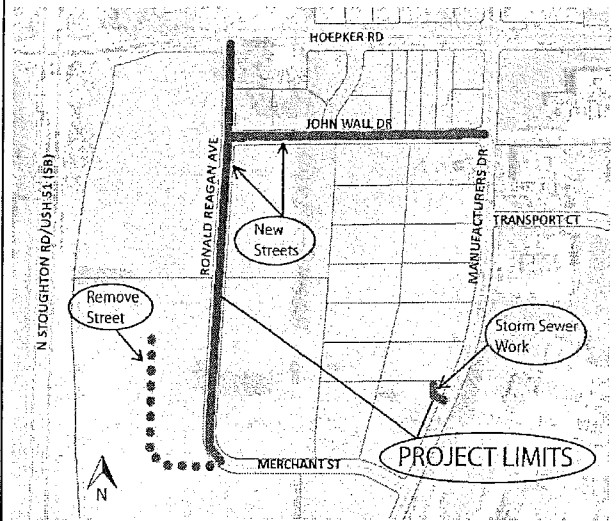 HOEPKER RD
JOHN WALL DR
RONALD REAGAN AVE
N STOUGHTON RD/USH 51 (SB)
MANUFACTURERS DR
TRANSPORT CT
New
Streets
Remove
Street
Storm Sewer
Work
PROJECT LIMITS
MERCHANT ST
N